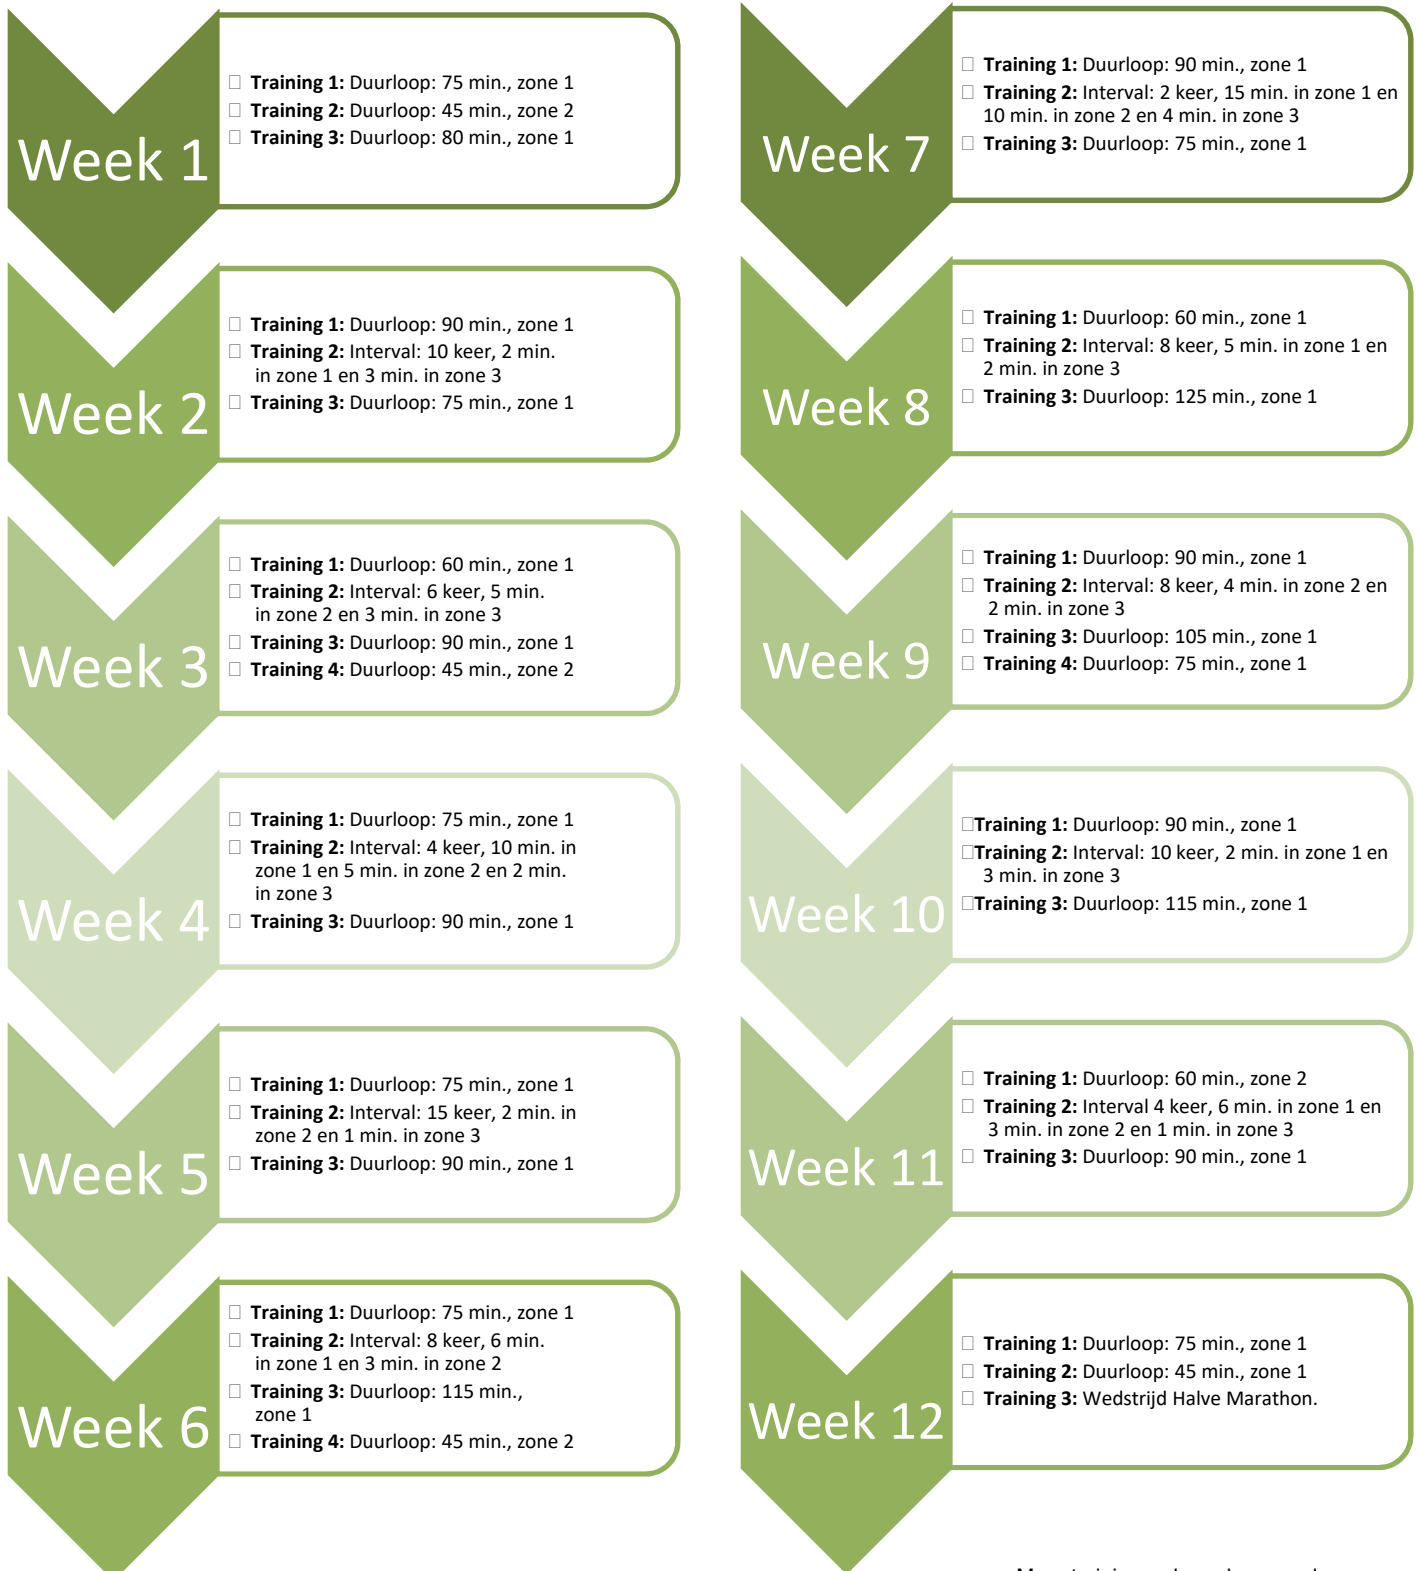 Week 1
Training 1: Duurloop: 75 min., zone 1
Training 2: Duurloop: 45 min., zone 2
Training 3: Duurloop: 80 min., zone 1
Week 2
Training 1: Duurloop: 90 min., zone 1
Training 2: Interval: 10 keer, 2 min.
in zone 1 en 3 min. in zone 3
Training 3: Duurloop: 75 min., zone 1
Week 3
Training 1: Duurloop: 60 min., zone 1
Training 2: Interval: 6 keer, 5 min.
in zone 2 en 3 min. in zone 3
Training 3: Duurloop: 90 min., zone 1
Training 4: Duurloop: 45 min., zone 2
Week 4
Training 1: Duurloop: 75 min., zone 1
Training 2: Interval: 4 keer, 10 min. in
zone 1 en 5 min. in zone 2 en 2 min.
in zone 3
Training 3: Duurloop: 90 min., zone 1
Week 5
Training 1: Duurloop: 75 min., zone 1
Training 2: Interval: 15 keer, 2 min. in
zone 2 en 1 min. in zone 3
Training 3: Duurloop: 90 min., zone 1
Week 6
Training 1: Duurloop: 75 min., zone 1
Training 2: Interval: 8 keer, 6 min.
in zone 1 en 3 min. in zone 2
Training 3: Duurloop: 115 min.,
zone 1
Training 4: Duurloop: 45 min., zone 2
Week 7
Training 1: Duurloop: 90 min., zone 1
Training 2: Interval: 2 keer, 15 min. in zone 1 en
10 min. in zone 2 en 4 min. in zone 3
Training 3: Duurloop: 75 min., zone 1
Week 8
Training 1: Duurloop: 60 min., zone 1
Training 2: Interval: 8 keer, 5 min. in zone 1 en
2 min. in zone 3
Training 3: Duurloop: 125 min., zone 1
Week 9
Training 1: Duurloop: 90 min., zone 1
Training 2: Interval: 8 keer, 4 min. in zone 2 en
2 min. in zone 3
Training 3: Duurloop: 105 min., zone 1
Training 4: Duurloop: 75 min., zone 1
Week 10
Training 1: Duurloop: 90 min., zone 1
Training 2: Interval: 10 keer, 2 min. in zone 1 en
3 min. in zone 3
Training 3: Duurloop: 115 min., zone 1
Week 11
Training 1: Duurloop: 60 min., zone 2
Training 2: Interval 4 keer, 6 min. in zone 1 en
3 min. in zone 2 en 1 min. in zone 3
Training 3: Duurloop: 90 min., zone 1
Week 12
Training 1: Duurloop: 75 min., zone 1
Training 2: Duurloop: 45 min., zone 1
Training 3: Wedstrijd Halve Marathon.